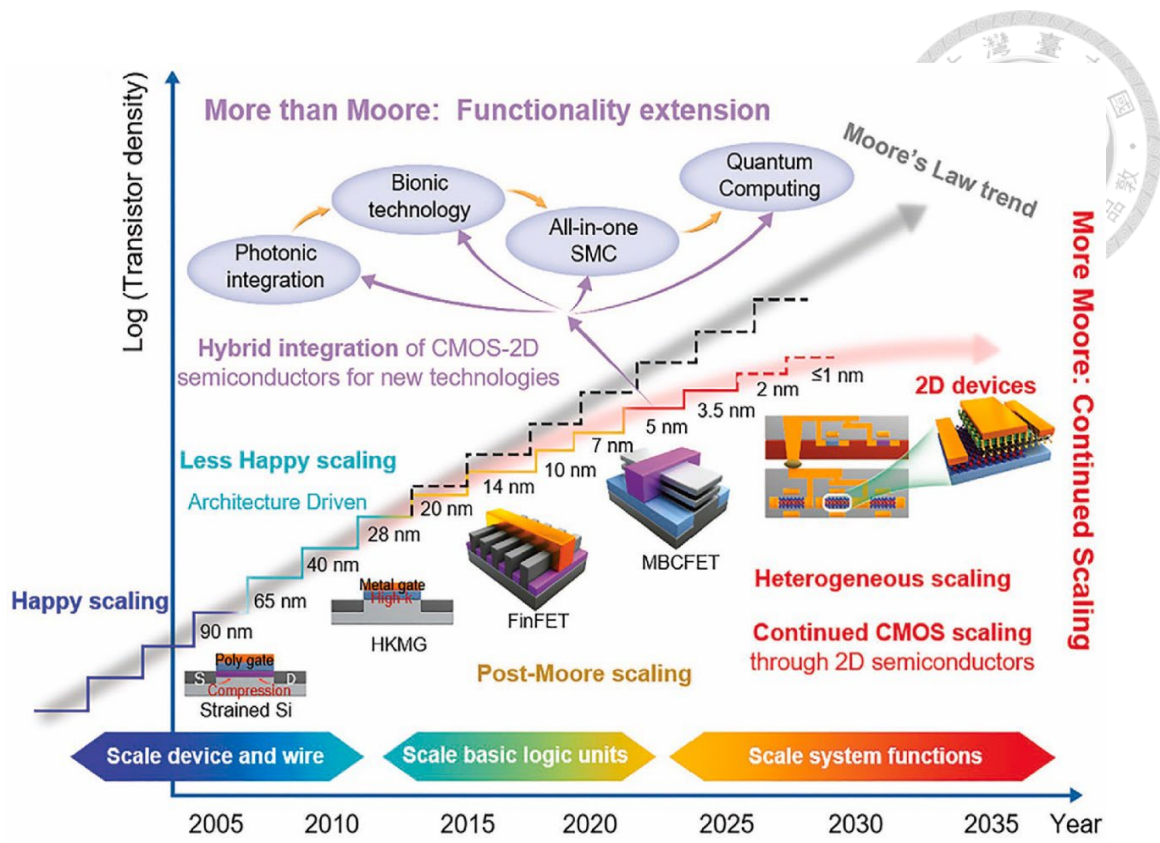 臺
灣
國
敎
品
Log (Transistor density)
More than Moore: Functionality extension
Moore's Law trend
Photonic
integration
Bionic
technology
All-in-one
SMC
Quantum
Computing
Hybrid integration of CMOS-2D
semiconductors for new technologies
More Moore: Continued Scaling
Less Happy scaling
Architecture Driven
Happy scaling
90 nm
65 nm
40 nm
28 nm
20 nm
14 nm
10 nm
7 nm
5 nm
3.5 nm
2 nm
≤1 nm
2D devices
Poly gate
S
D
Compression
Strained Si
Metal gate
High-k
HKMG
FinFET
MBCFET
Post-Moore scaling
Heterogeneous scaling
Continued CMOS scaling
through 2D semiconductors
Scale device and wire
Scale basic logic units
Scale system functions
2005 2010 2015 2020 2025 2030 2035 Year